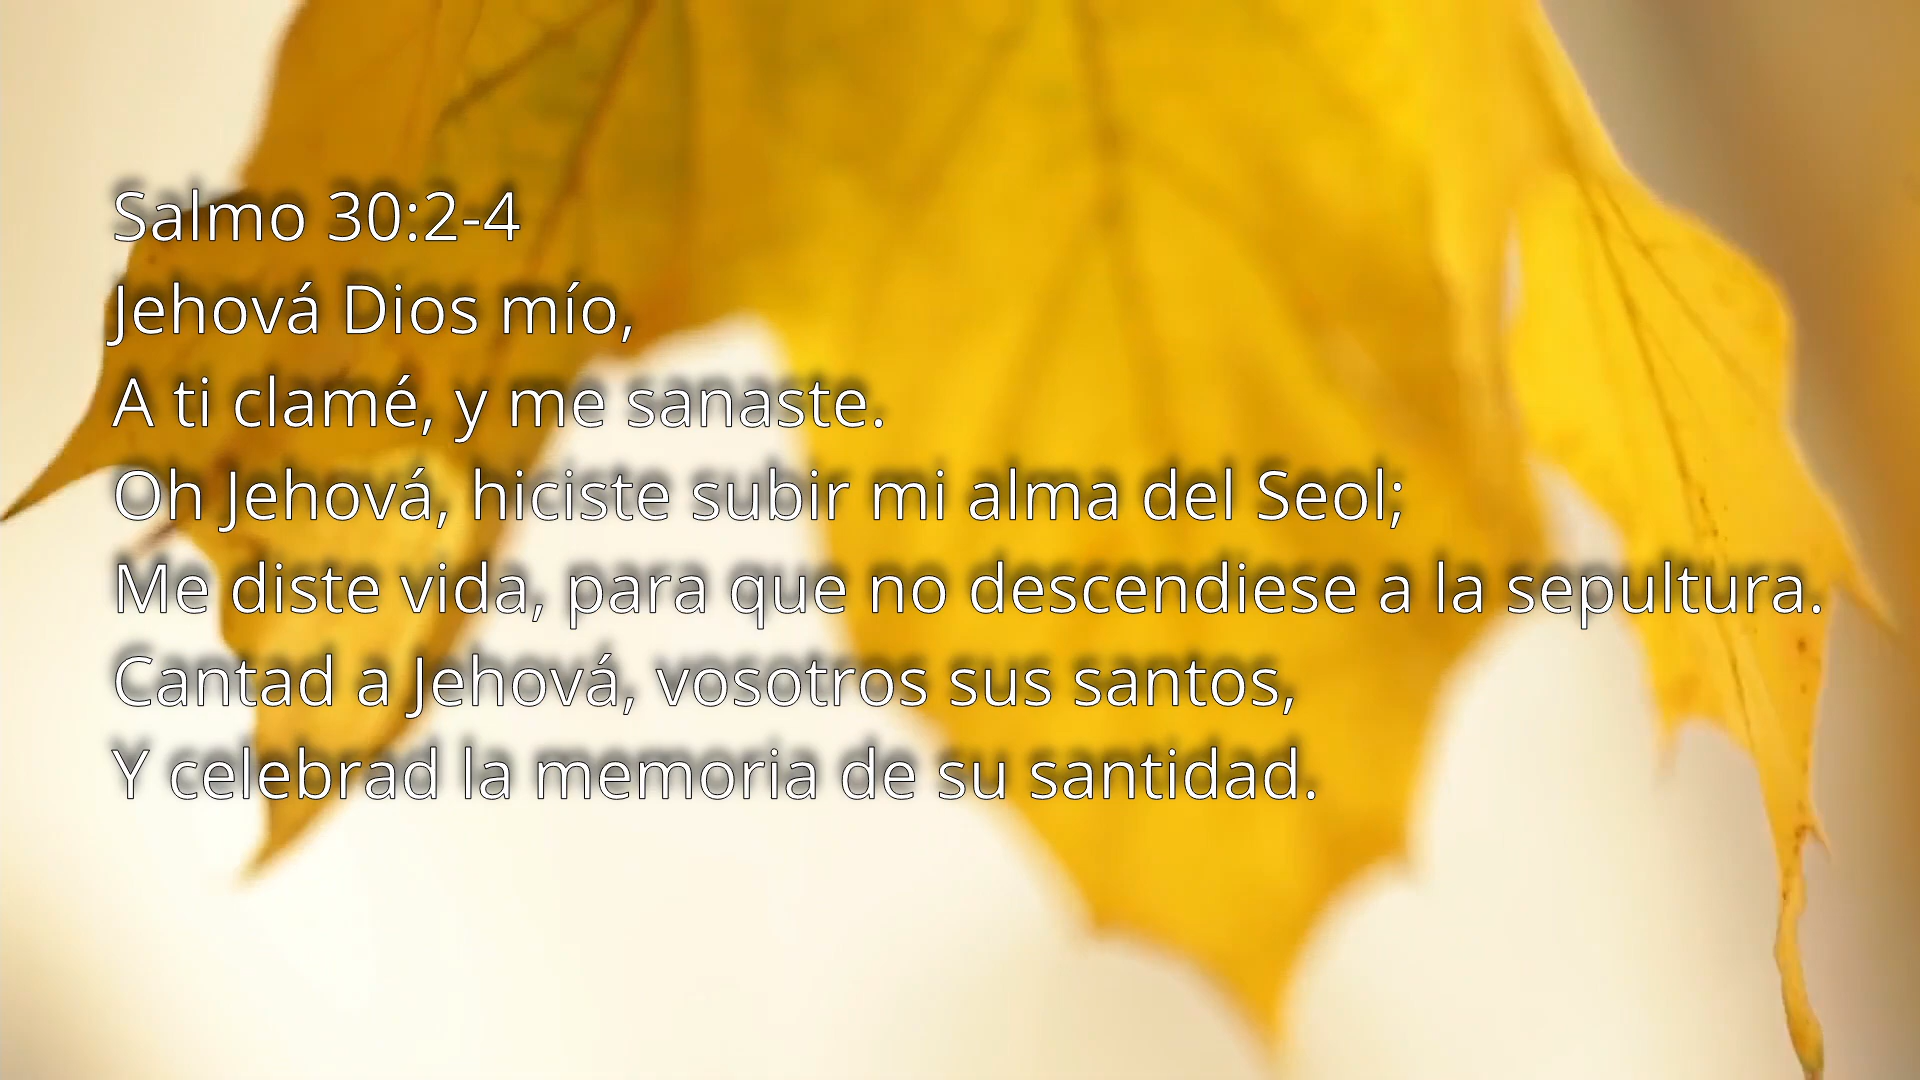 Salmo 30:2-4
Jehová Dios mío,
A ti clamé, y me sanaste.
Oh Jehová, hiciste subir mi alma del Seol;
Me diste vida, para que no descendiese a la sepultura.
Cantad a Jehová, vosotros sus santos,
Y celebrad la memoria de su santidad.